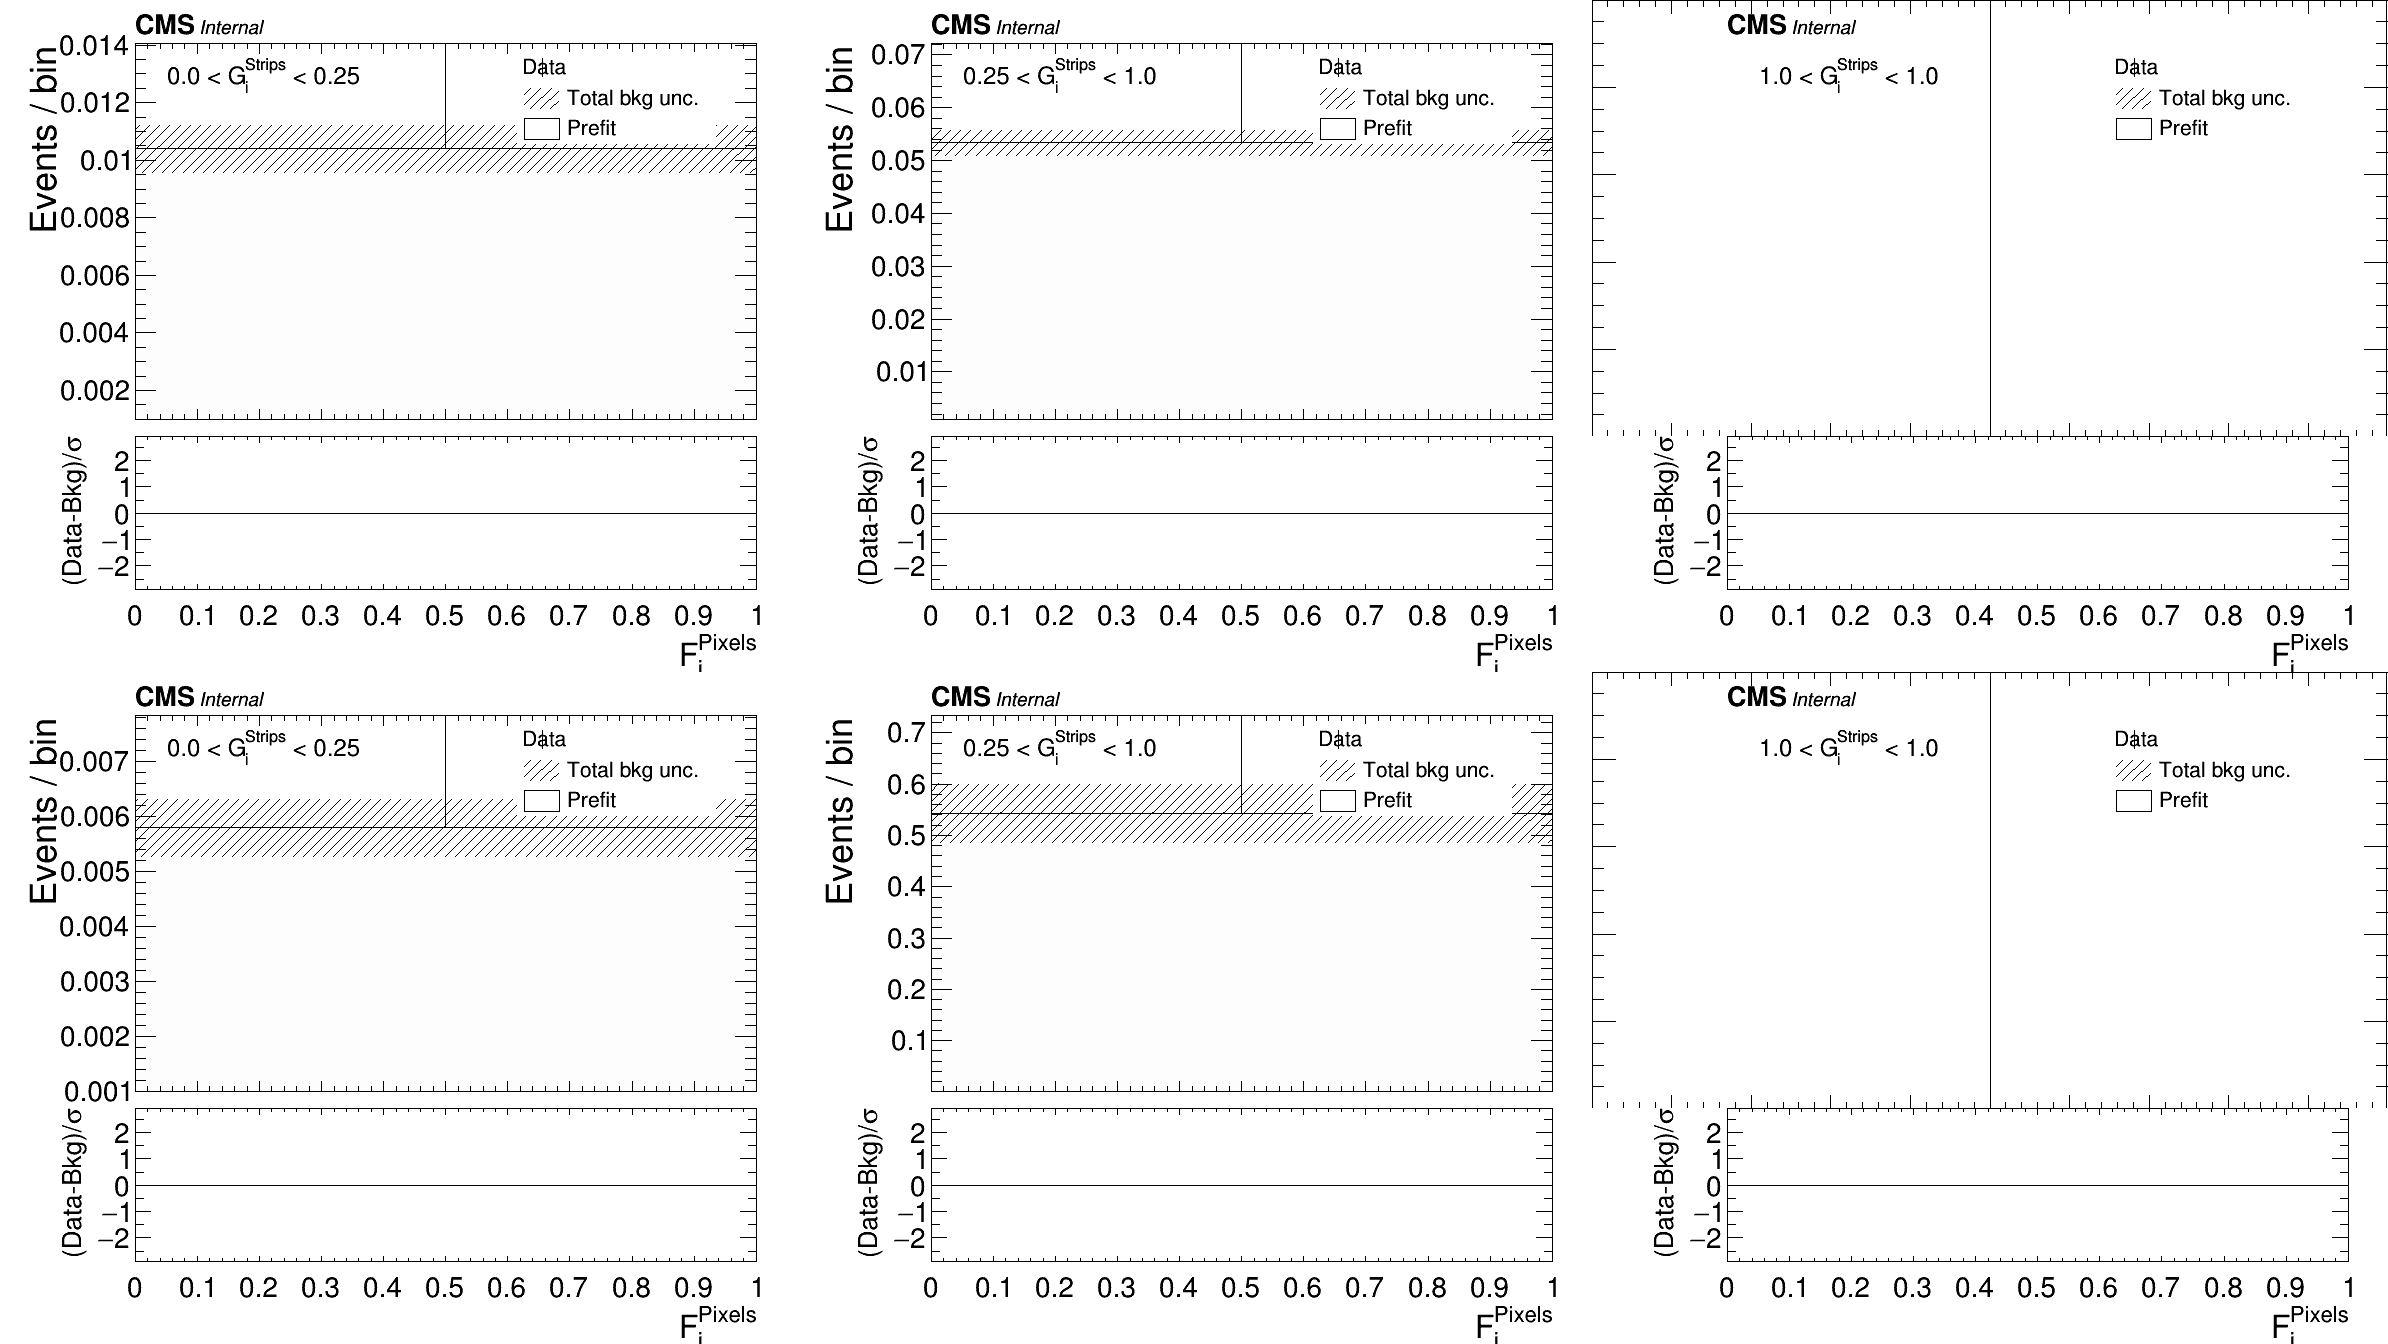 CMS Internal
0.0 < G_i^Strips < 0.25
Data
Total bkg unc.
Prefit
Events / bin
0.014
0.012
0.01
0.008
0.006
0.004
0.002
(Data-Bkg)/σ
2
1
0
−1
−2
0 0.1 0.2 0.3 0.4 0.5 0.6 0.7 0.8 0.9 1
F_i^Pixels
CMS Internal
0.25 < G_i^Strips < 1.0
Data
Total bkg unc.
Prefit
Events / bin
0.07
0.06
0.05
0.04
0.03
0.02
0.01
(Data-Bkg)/σ
2
1
0
−1
−2
0 0.1 0.2 0.3 0.4 0.5 0.6 0.7 0.8 0.9 1
F_i^Pixels
CMS Internal
1.0 < G_i^Strips < 1.0
Data
Total bkg unc.
Prefit
(Data-Bkg)/σ
2
1
0
−1
−2
0 0.1 0.2 0.3 0.4 0.5 0.6 0.7 0.8 0.9 1
F_i^Pixels
CMS Internal
0.0 < G_i^Strips < 0.25
Data
Total bkg unc.
Prefit
Events / bin
0.007
0.006
0.005
0.004
0.003
0.002
0.001
(Data-Bkg)/σ
2
1
0
−1
−2
0 0.1 0.2 0.3 0.4 0.5 0.6 0.7 0.8 0.9 1
F_i^Pixels
CMS Internal
0.25 < G_i^Strips < 1.0
Data
Total bkg unc.
Prefit
Events / bin
0.7
0.6
0.5
0.4
0.3
0.2
0.1
(Data-Bkg)/σ
2
1
0
−1
−2
0 0.1 0.2 0.3 0.4 0.5 0.6 0.7 0.8 0.9 1
F_i^Pixels
CMS Internal
1.0 < G_i^Strips < 1.0
Data
Total bkg unc.
Prefit
(Data-Bkg)/σ
2
1
0
−1
−2
0 0.1 0.2 0.3 0.4 0.5 0.6 0.7 0.8 0.9 1
F_i^Pixels